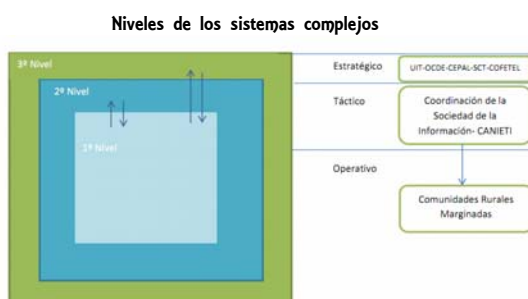 Niveles de los sistemas complejos
3º Nivel
2º Nivel
1º Nivel
Estratégico
UIT-OCDE-CEPAL-SCT-COFETEL
Táctico
Coordinación de la
Sociedad de la
Información- CANIETI
Operativo
Comunidades Rurales
Marginadas